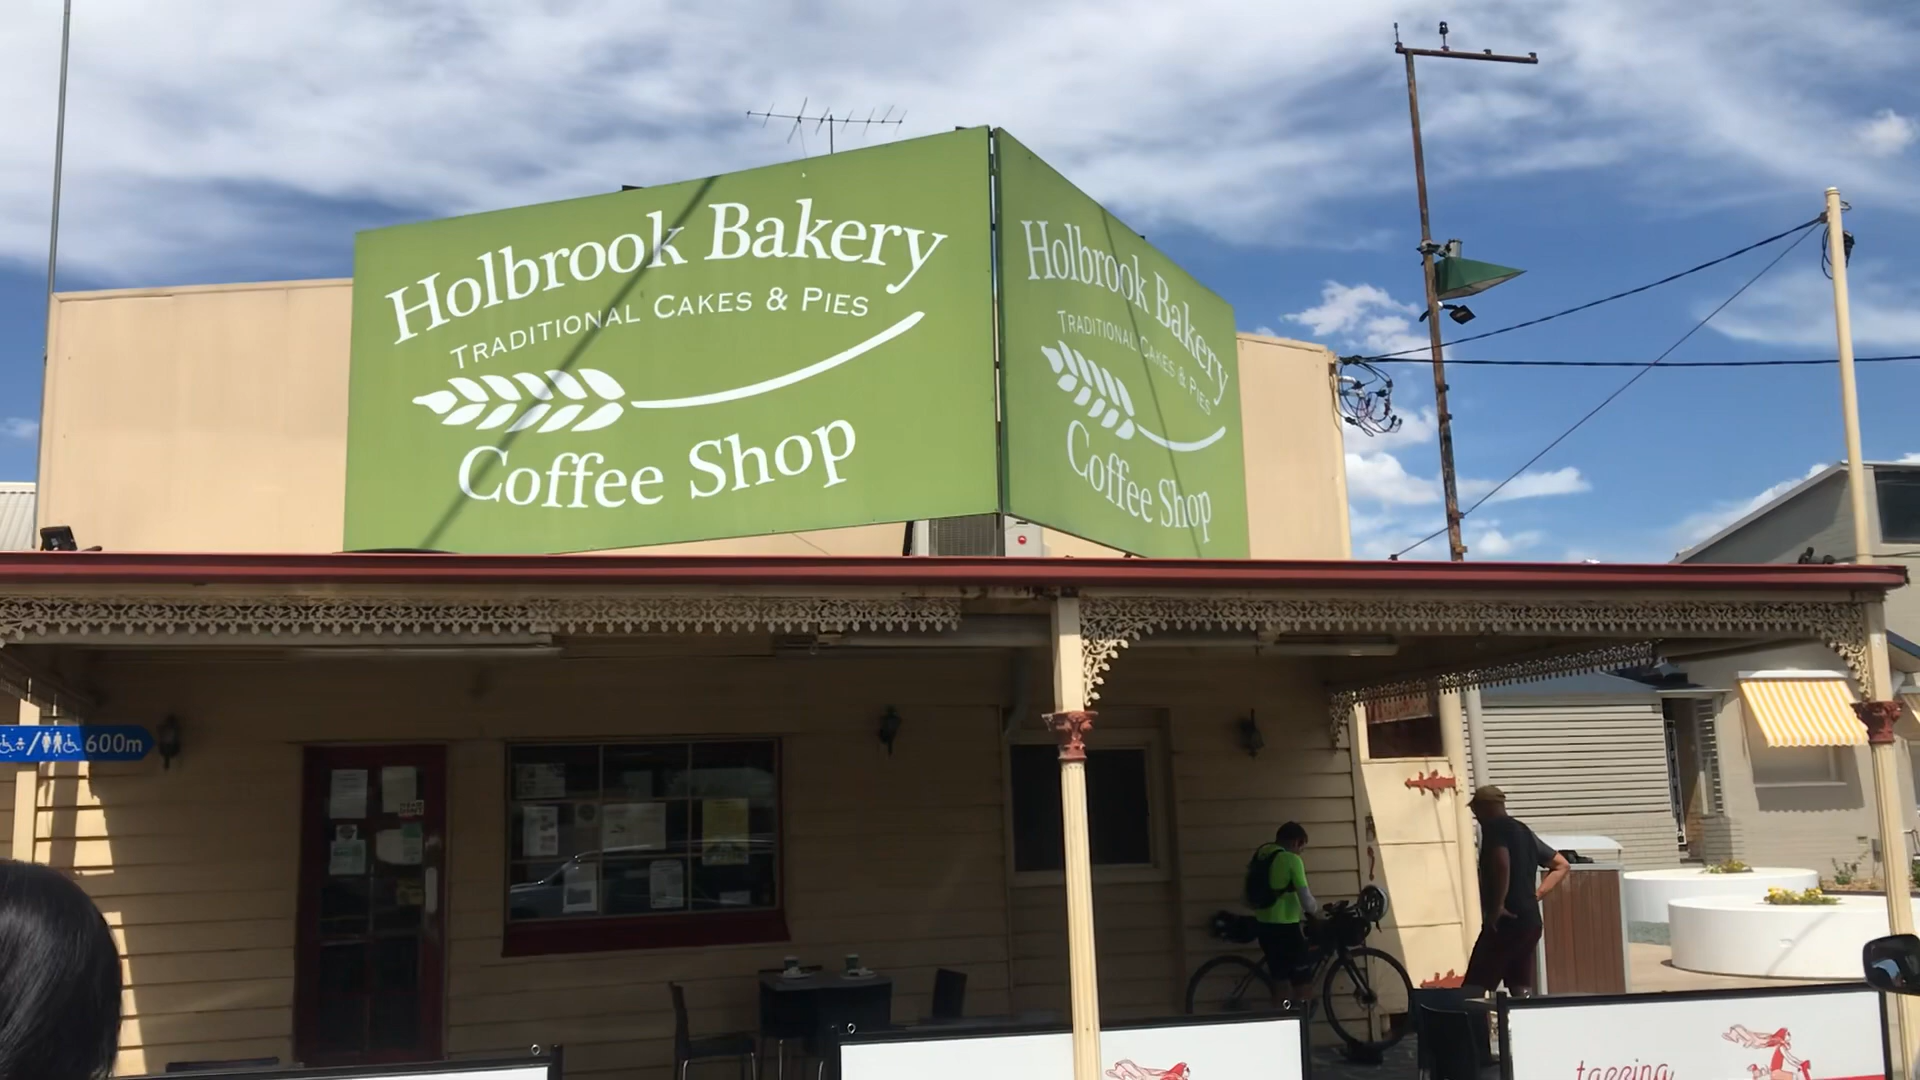 Holbrook Bakery
TRADITIONAL CAKES & PIES
Coffee Shop
Holbrook Bakery
TRADITIONAL CAKES & PIES
Coffee Shop
600m